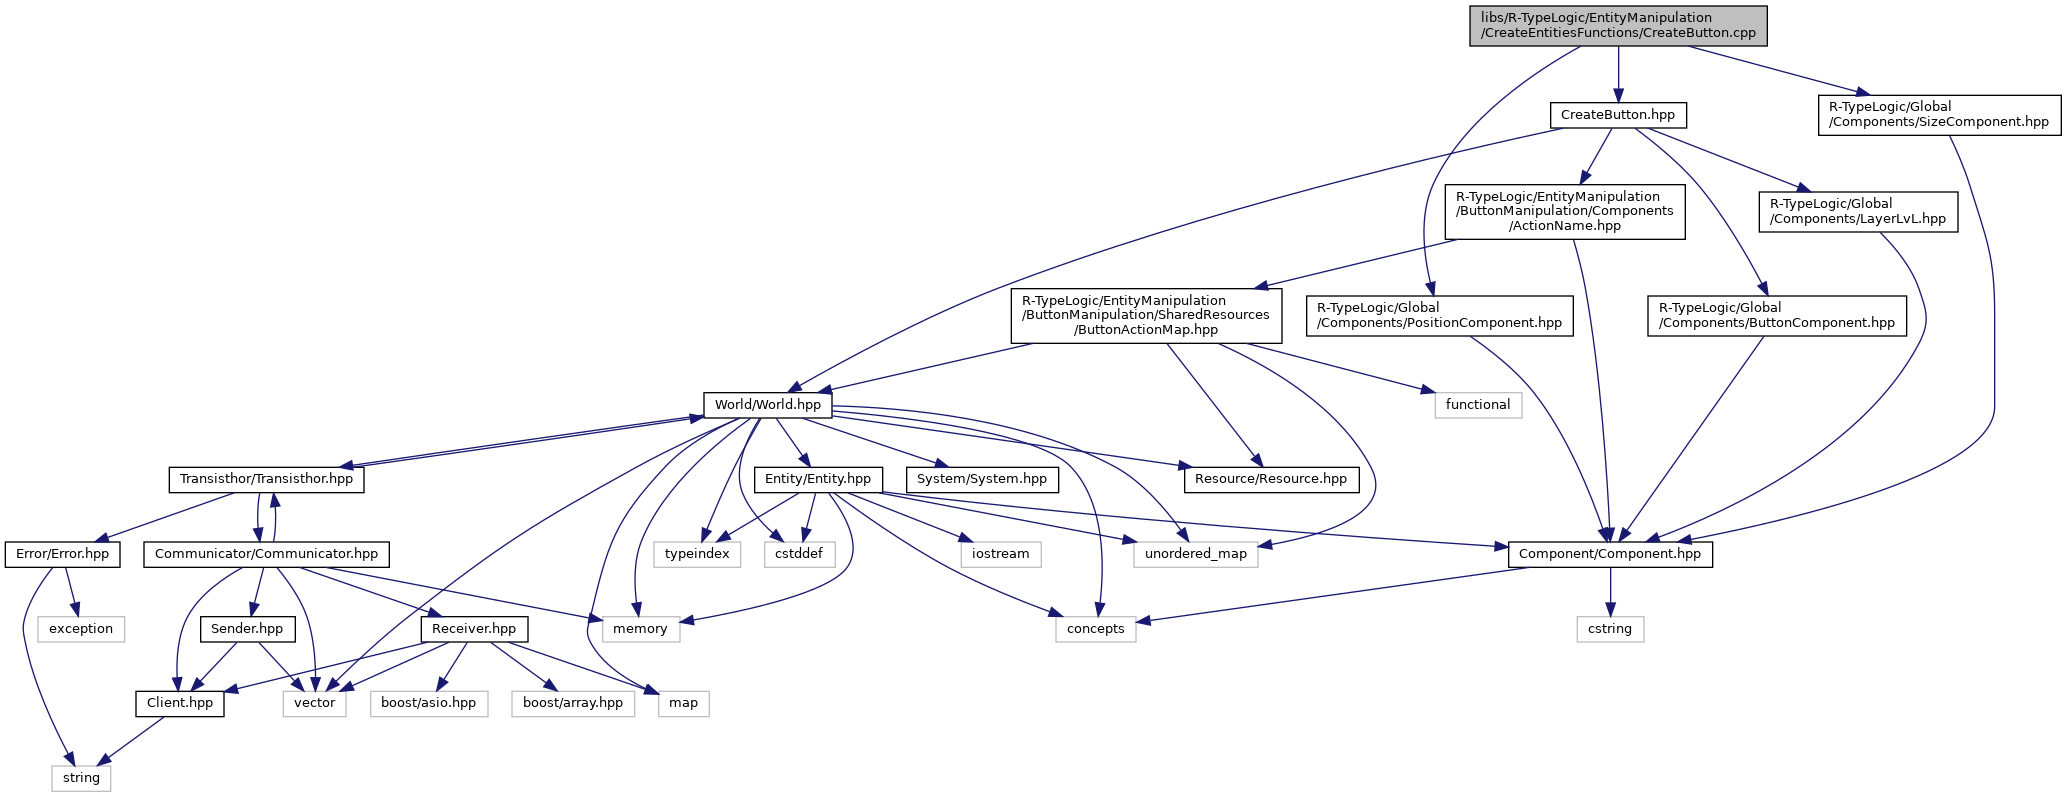 libs/R-TypeLogic/EntityManipulation
/CreateEntitiesFunctions/CreateButton.cpp
CreateButton.hpp
R-TypeLogic/Global
/Components/SizeComponent.hpp
R-TypeLogic/EntityManipulation
/ButtonManipulation/Components
/ActionName.hpp
R-TypeLogic/Global
/Components/LayerLvL.hpp
R-TypeLogic/EntityManipulation
/ButtonManipulation/SharedResources
/ButtonActionMap.hpp
R-TypeLogic/Global
/Components/PositionComponent.hpp
R-TypeLogic/Global
/Components/ButtonComponent.hpp
World/World.hpp
functional
Transisthor/Transisthor.hpp
Entity/Entity.hpp
System/System.hpp
Resource/Resource.hpp
Error/Error.hpp
Communicator/Communicator.hpp
typeindex
cstddef
iostream
unordered_map
Component/Component.hpp
exception
Sender.hpp
Receiver.hpp
memory
concepts
cstring
Client.hpp
vector
boost/asio.hpp
boost/array.hpp
map
string